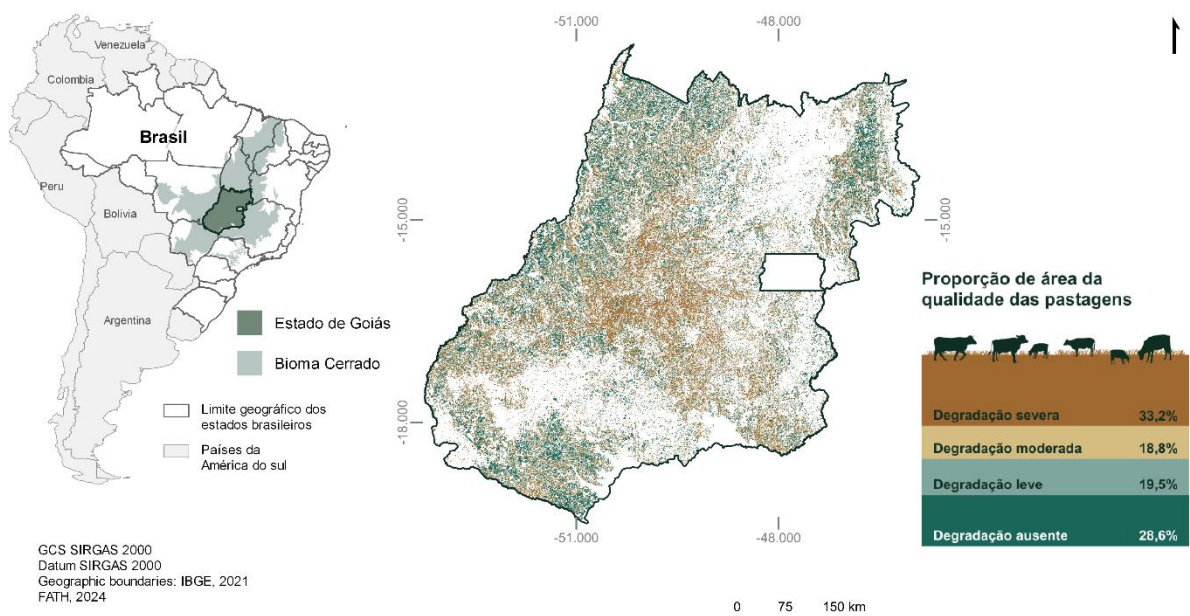 Venezuela
Colombia
Brasil
Peru
Bolivia
Argentina
Estado de Goiás
Bioma Cerrado
Limite geográfico dos
estados brasileiros
Países da
América do sul
GCS SIRGAS 2000
Datum SIRGAS 2000
Geographic boundaries: IBGE, 2021
FATH, 2024
-51.000
-48.000
-15.000
-15.000
-18.000
-51.000
-48.000
0 75 150 km
Proporção de área da
qualidade das pastagens
Degradação severa 33,2%
Degradação moderada 18,8%
Degradação leve 19,5%
Degradação ausente 28,6%